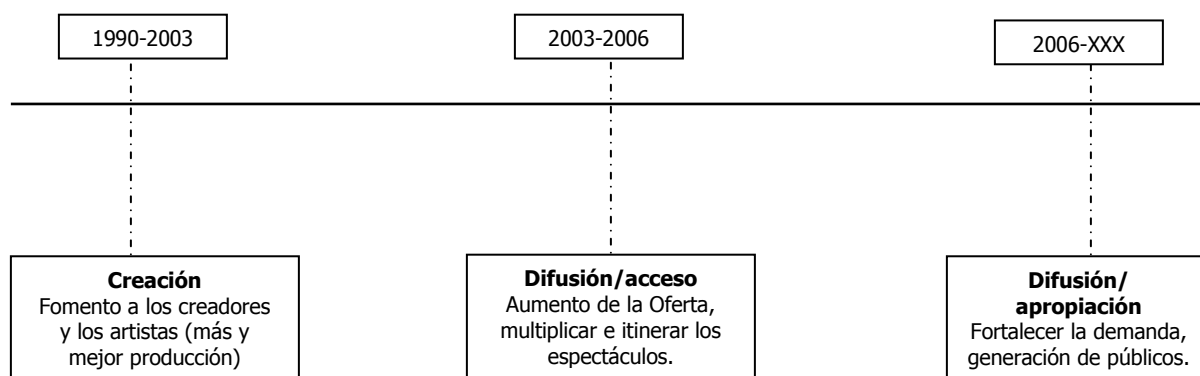 1990-2003
2003-2006
2006-XXX
Creación
Fomento a los creadores
y los artistas (más y
mejor producción)
Difusión/acceso
Aumento de la Oferta,
multiplicar e itinerar los
espectáculos.
Difusión/
apropiación
Fortalecer la demanda,
generación de públicos.